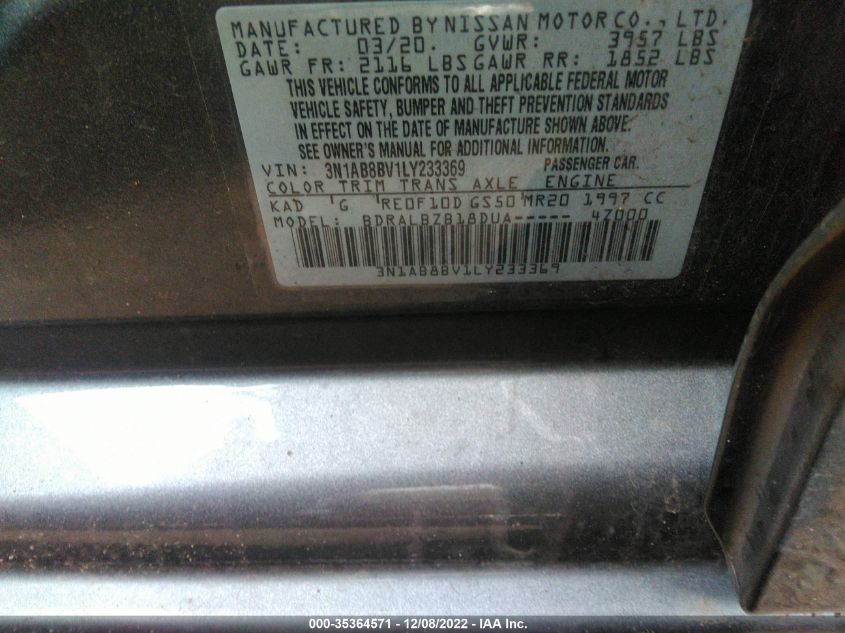 MANUFACTURED BY NISSAN MOTOR CO., LTD.
DATE: 03/20. GVWR: 3957 LBS
GAWR FR: 2116 LBS GAWR RR: 1852 LBS
THIS VEHICLE CONFORMS TO ALL APPLICABLE FEDERAL MOTOR
VEHICLE SAFETY, BUMPER AND THEFT PREVENTION STANDARDS
IN EFFECT ON THE DATE OF MANUFACTURE SHOWN ABOVE.
SEE OWNER'S MANUAL FOR ADDITIONAL INFORMATION.
VIN: 3N1AB8BV1LY233369 PASSENGER CAR.
COLOR TRIM TRANS AXLE ENGINE
KAD 'G 'RE0F10D GS50 MR20 1997 CC
MODEL: BDRALBZB18DUA----- 4Z000
3N1AB8BV1LY233369
000-35364571 - 12/08/2022 - IAA Inc.